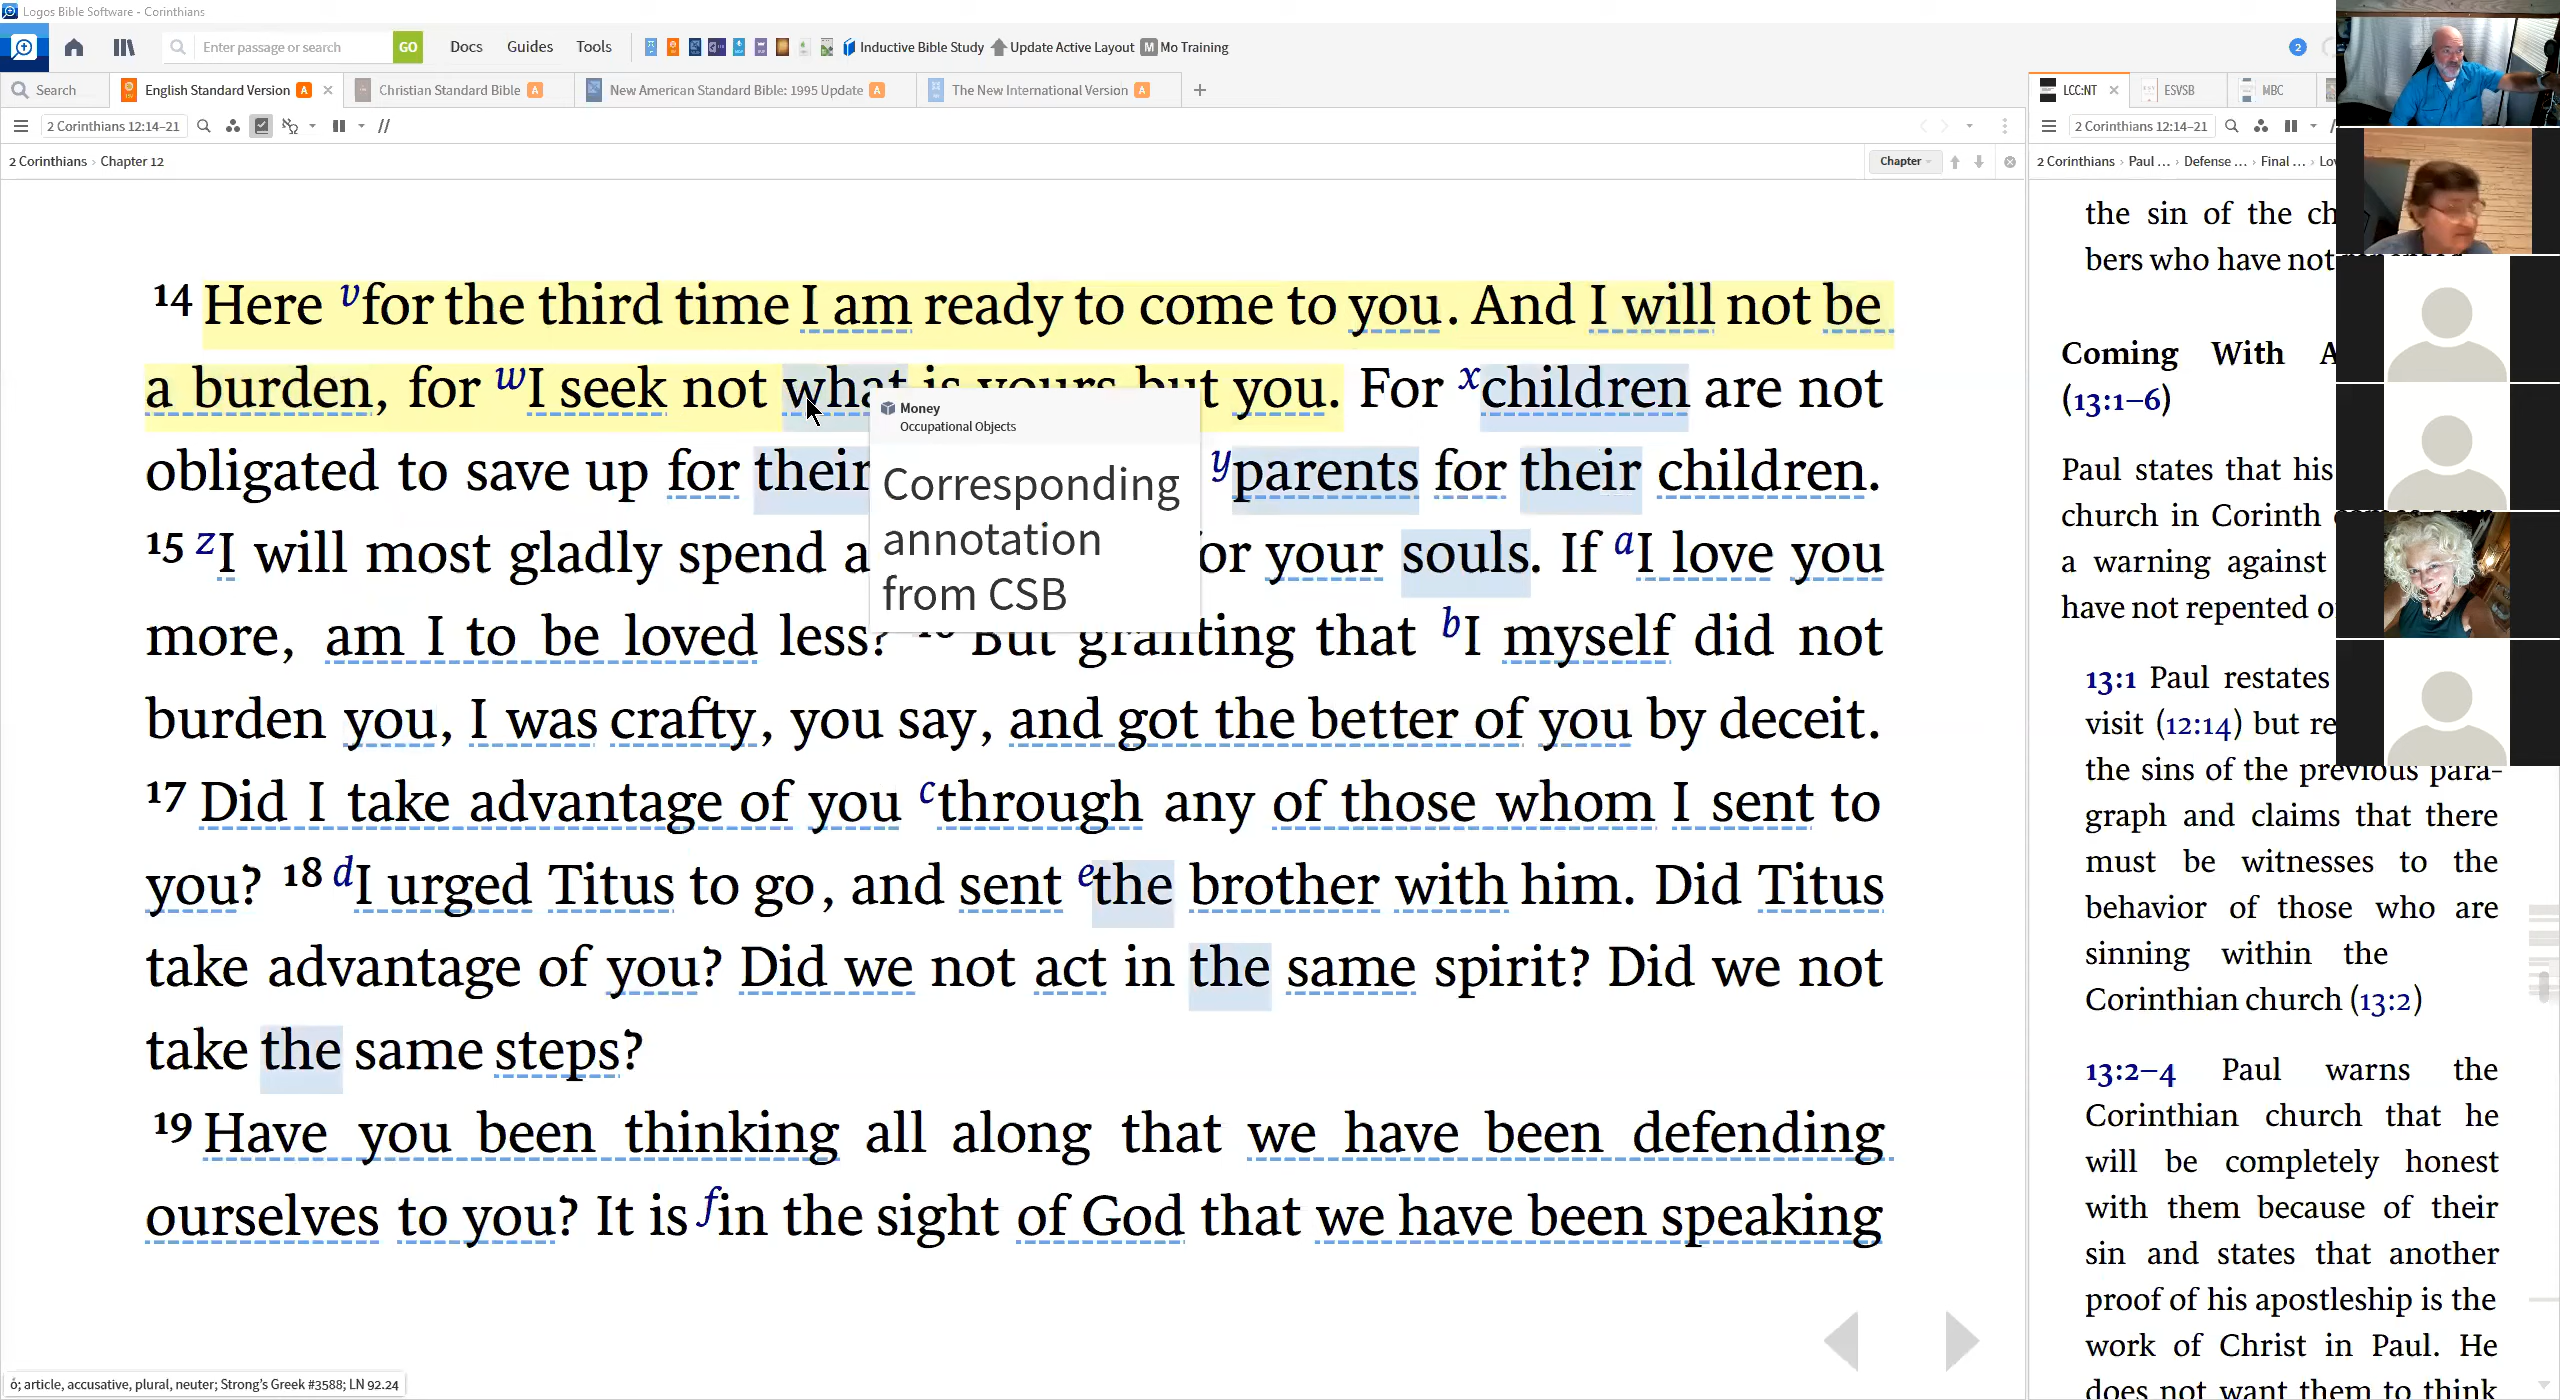 Logos Bible Software - Corinthians
Enter passage or search
GO
Docs
Guides
Tools
Inductive Bible Study
Update Active Layout
M Mo Training
2
Search
English Standard Version A
Christian Standard Bible A
New American Standard Bible: 1995 Update A
The New International Version A
2 Corinthians 12:14–21
2 Corinthians › Chapter 12
Chapter
14 Here v for the third time I am ready to come to you. And I will not be
a burden, for w I seek not what is yours but you. For x children are not
obligated to save up for their y parents for their children.
15 z I will most gladly spend a or your souls. If a I love you
more, am I to be loved less? 16 But granting that b I myself did not
burden you, I was crafty, you say, and got the better of you by deceit.
17 Did I take advantage of you c through any of those whom I sent to
you? 18 d I urged Titus to go, and sent e the brother with him. Did Titus
take advantage of you? Did we not act in the same spirit? Did we not
take the same steps?
19 Have you been thinking all along that we have been defending
ourselves to you? It is f in the sight of God that we have been speaking
Money
Occupational Objects
Corresponding
annotation
from CSB
ὁ; article, accusative, plural, neuter; Strong's Greek #3588; LN 92.24
LCC:NT
ESVSB
MBC
2 Corinthians 12:14–21
2 Corinthians › Paul ... › Defense ... › Final ... › Lov
the sin of the ch
bers who have not
Coming With A
(13:1–6)
Paul states that his
church in Corinth
a warning against
have not repented o
13:1 Paul restates
visit (12:14) but re
the sins of the previous para-
graph and claims that there
must be witnesses to the
behavior of those who are
sinning within the
Corinthian church (13:2)
13:2–4 Paul warns the
Corinthian church that he
will be completely honest
with them because of their
sin and states that another
proof of his apostleship is the
work of Christ in Paul. He
does not want them to think